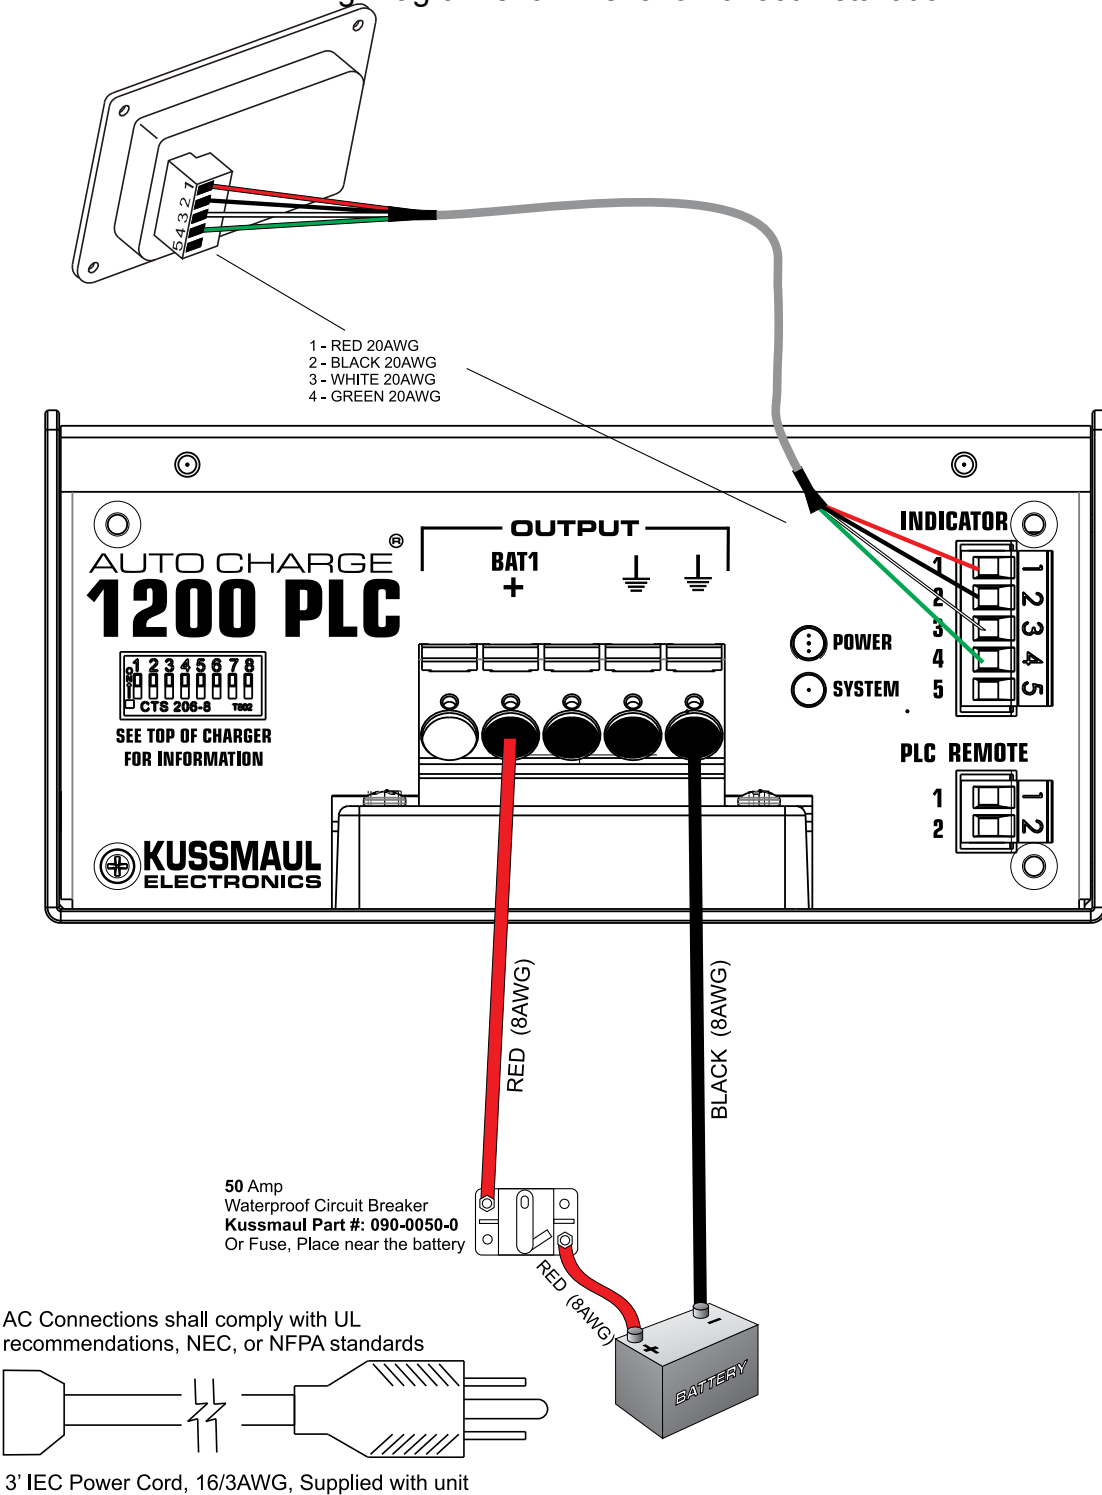 1
2
3
4
5
1 - RED 20AWG
2 - BLACK 20AWG
3 - WHITE 20AWG
4 - GREEN 20AWG
OUTPUT
BAT1
+
INDICATOR
1
2
3
4
5
1
2
3
4
5
AUTO CHARGE®
1200 PLC
POWER
SYSTEM
1 2 3 4 5 6 7 8
ON
CTS 206-8 T802
SEE TOP OF CHARGER
FOR INFORMATION
PLC REMOTE
1
2
1
2
KUSSMAUL
ELECTRONICS
RED (8AWG)
BLACK (8AWG)
50 Amp
Waterproof Circuit Breaker
Kussmaul Part #: 090-0050-0
Or Fuse, Place near the battery
RED (8AWG)
+
-
BATTERY
AC Connections shall comply with UL
recommendations, NEC, or NFPA standards
3' IEC Power Cord, 16/3AWG, Supplied with unit